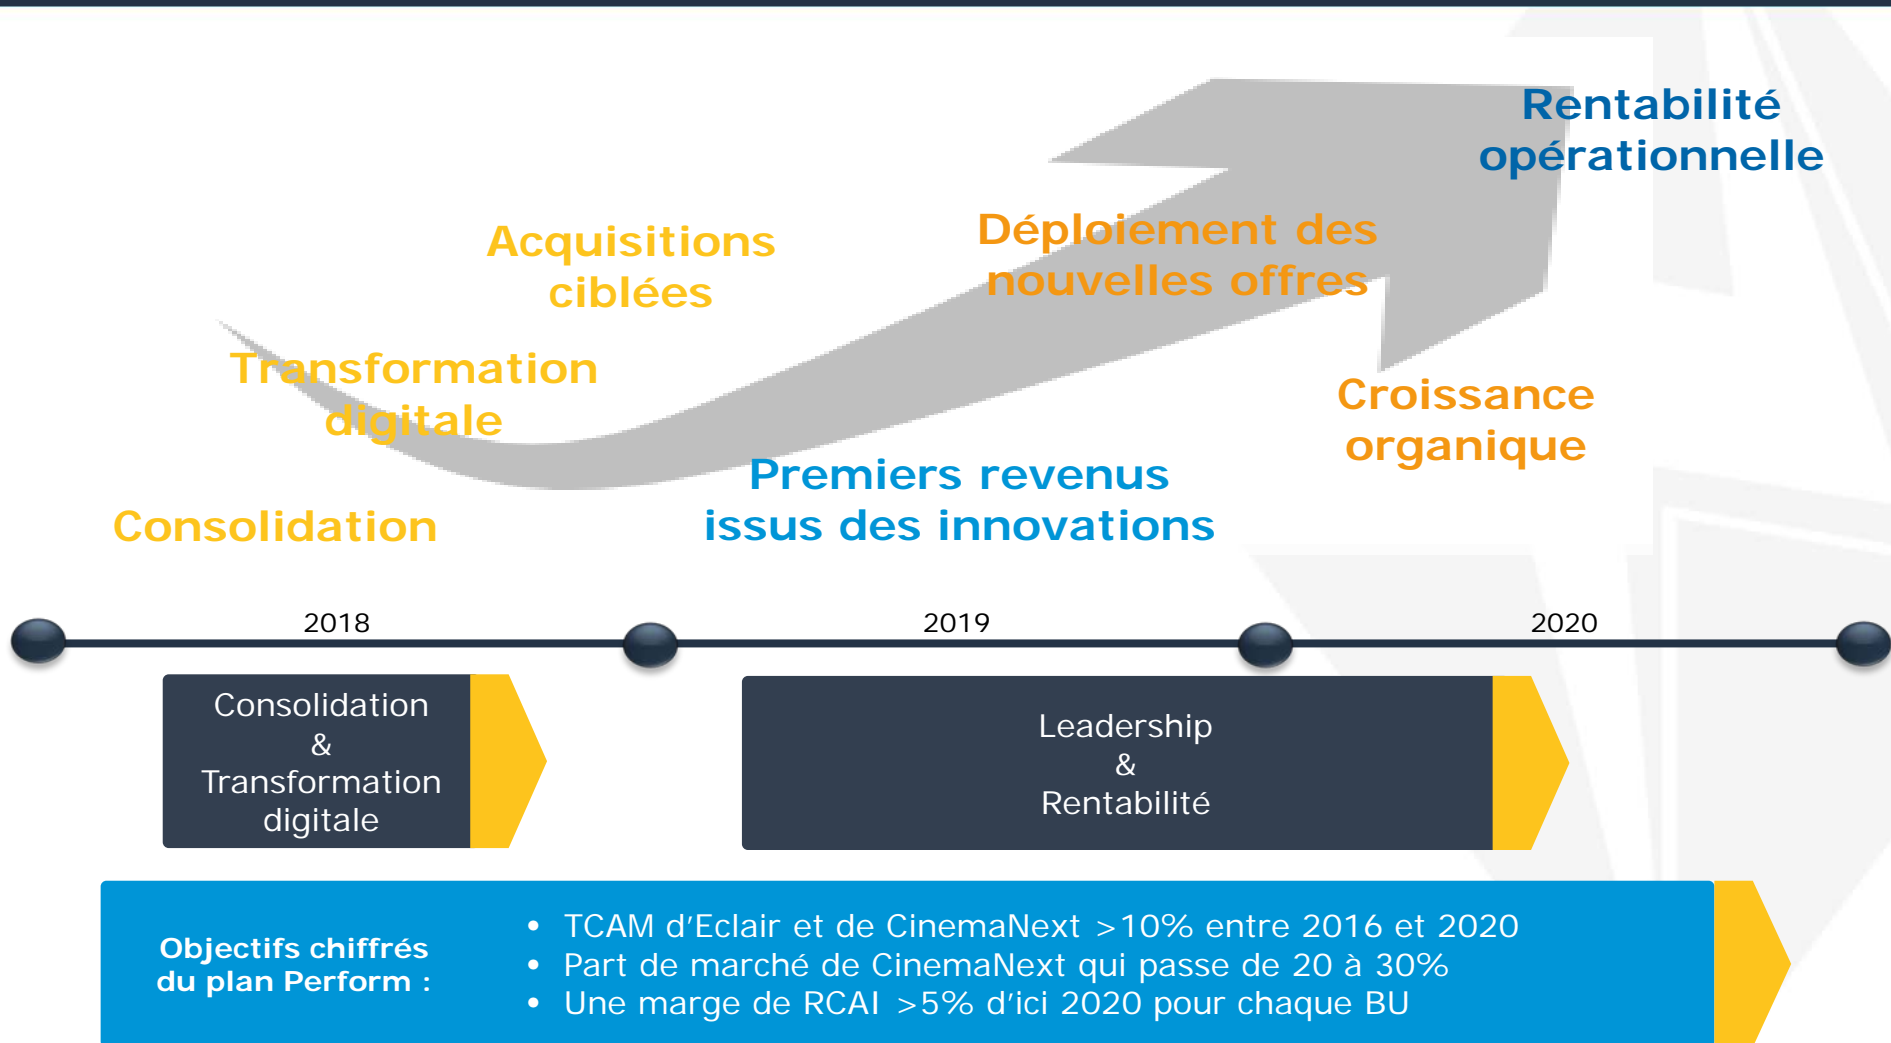 Rentabilité
opérationnelle
Acquisitions
ciblées
Déploiement des
nouvelles offres
Transformation
digitale
Croissance
organique
Premiers revenus
issus des innovations
Consolidation
2018
2019
2020
Consolidation
&
Transformation
digitale
Leadership
&
Rentabilité
Objectifs chiffrés
du plan Perform :
• TCAM d’Eclair et de CinemaNext >10% entre 2016 et 2020
• Part de marché de CinemaNext qui passe de 20 à 30%
• Une marge de RCAI >5% d’ici 2020 pour chaque BU